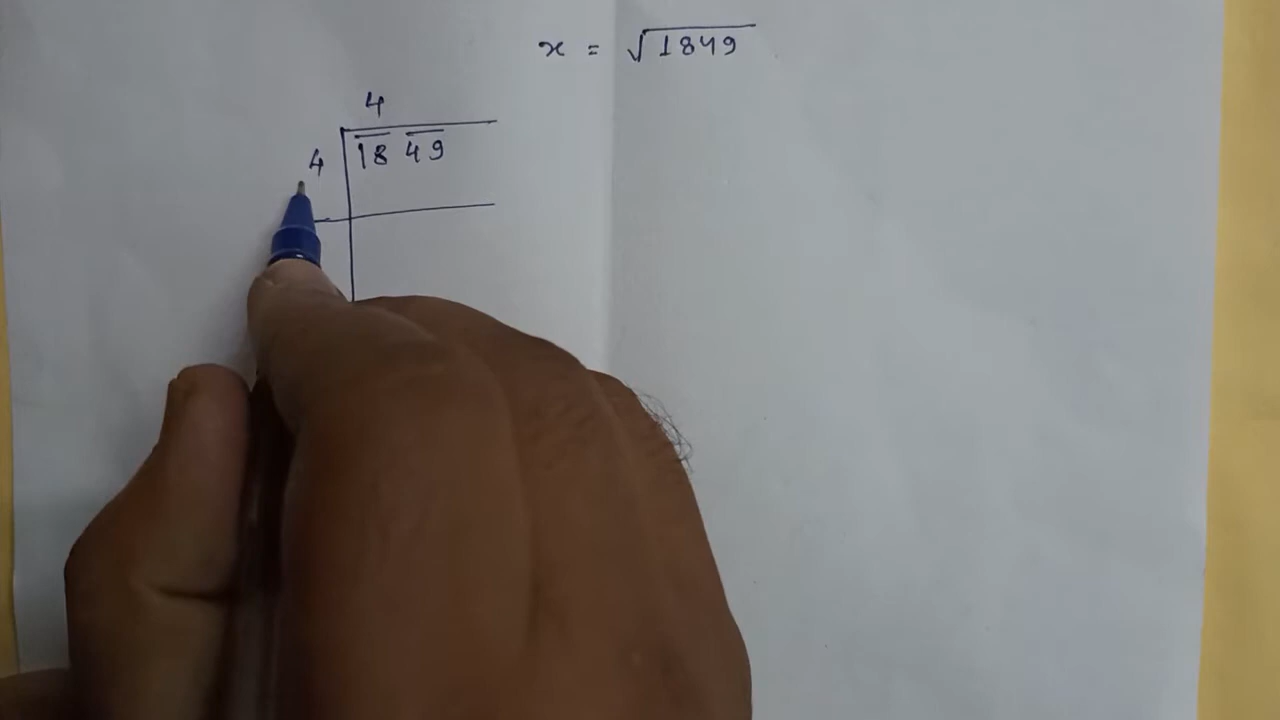 x = √1849
4
4 18 49